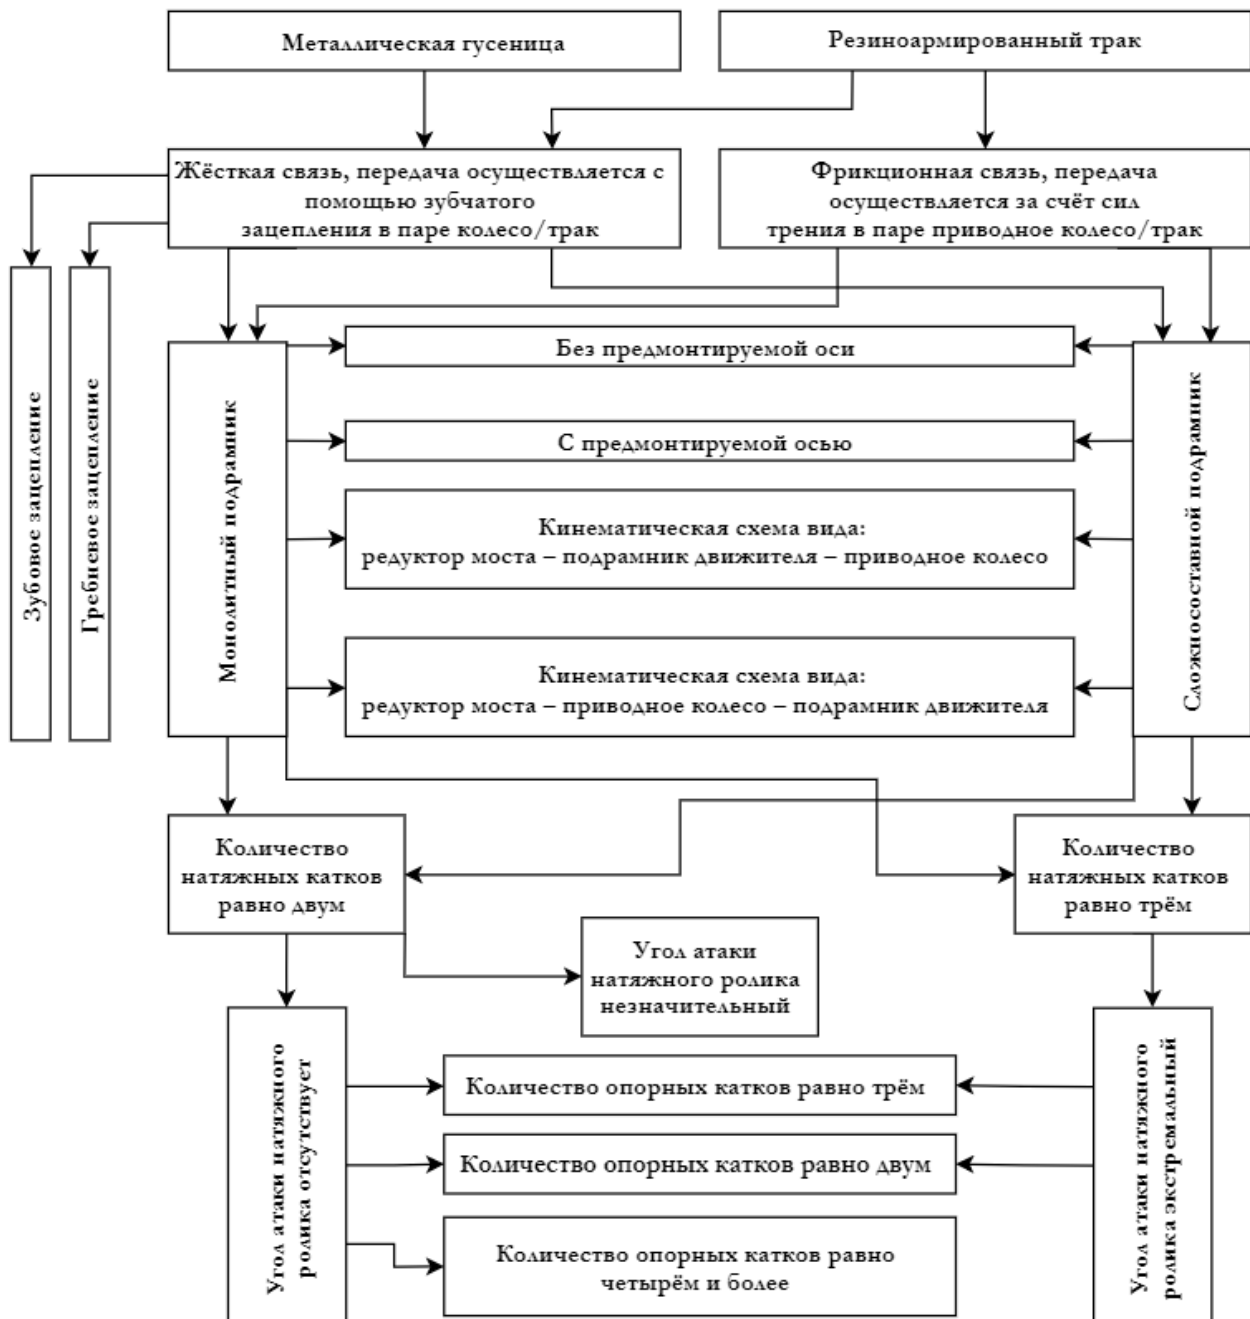 Металлическая гусеница
Резиноармированный трак
Жёсткая связь, передача осуществляется с
помощью зубчатого
зацепления в паре колесо/трак
Фрикционная связь, передача
осуществляется за счёт сил
трения в паре приводное колесо/трак
Зубовое зацепление
Гребневое зацепление
Монолитный подрамник
Без предмонтируемой оси
С предмонтируемой осью
Кинематическая схема вида:
редуктор моста – подрамник движителя – приводное колесо
Кинематическая схема вида:
редуктор моста – приводное колесо – подрамник движителя
Сложносоставной подрамник
Количество
натяжных катков
равно двум
Количество
натяжных катков
равно трём
Угол атаки
натяжного ролика
незначительный
Угол атаки натяжного
ролика отсутствует
Количество опорных катков равно трём
Количество опорных катков равно двум
Количество опорных катков равно
четырём и более
Угол атаки натяжного
ролика экстремальный